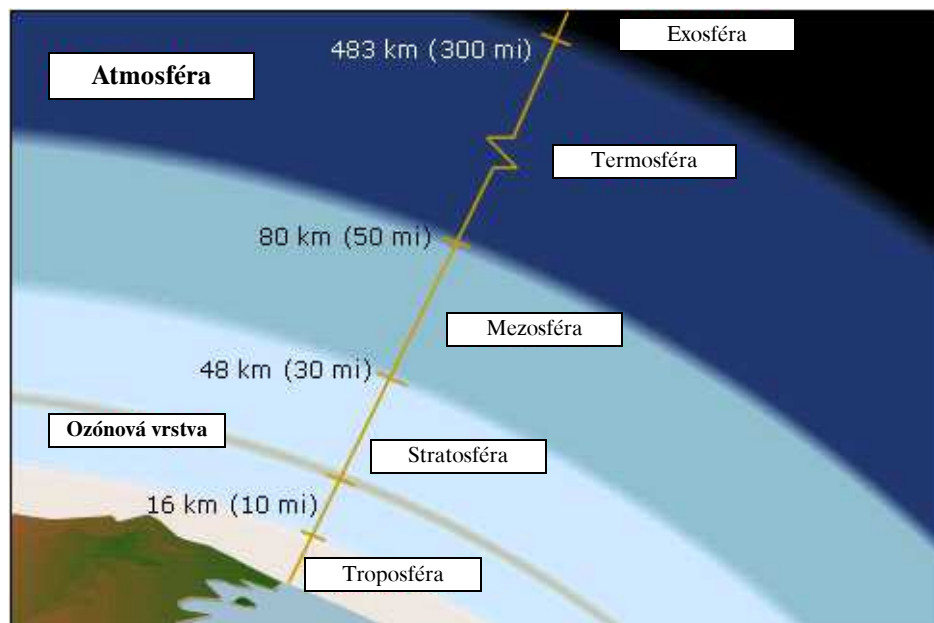 Exosféra
483 km (300 mi)
Atmosféra
Termosféra
80 km (50 mi)
Mezosféra
48 km (30 mi)
Ozónová vrstva
Stratosféra
16 km (10 mi)
Troposféra